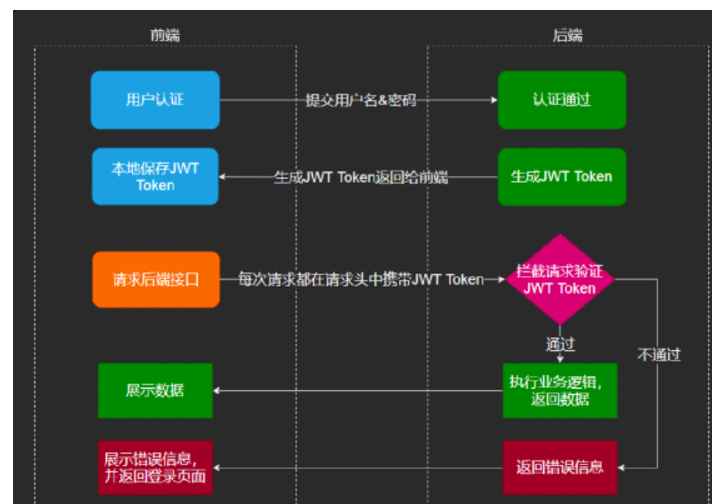 前端
后端
用户认证
提交用户名&密码
认证通过
本地保存JWT
Token
生成JWT Token返回给前端
生成JWT Token
请求后端接口
每次请求都在请求头中携带JWT Token
拦截请求验证
JWT Token
通过
不通过
展示数据
执行业务逻辑，
返回数据
展示错误信息，
并返回登录页面
返回错误信息